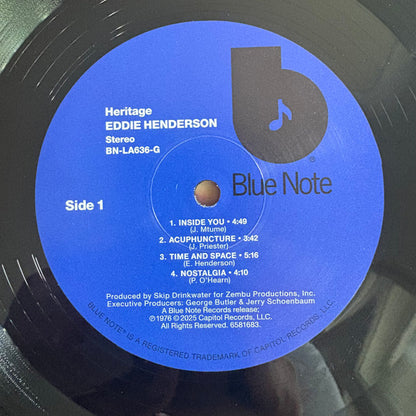 Heritage
EDDIE HENDERSON
Stereo
BN-LA636-G
b
®
Blue Note
Side 1
1. INSIDE YOU • 4:49
(J. Mtume)
2. ACUPHUNCTURE • 3:42
(J. Priester)
3. TIME AND SPACE • 5:16
(E. Henderson)
4. NOSTALGIA • 4:10
(P. O'Hearn)
Produced by Skip Drinkwater for Zembu Productions, Inc.
Executive Producers: George Butler & Jerry Schoenbaum
A Blue Note Records release;
℗1976 ©2025 Capitol Records, LLC.
All Rights Reserved. 6581683.
BLUE NOTE® IS A REGISTERED TRADEMARK OF CAPITOL RECORDS, LLC.